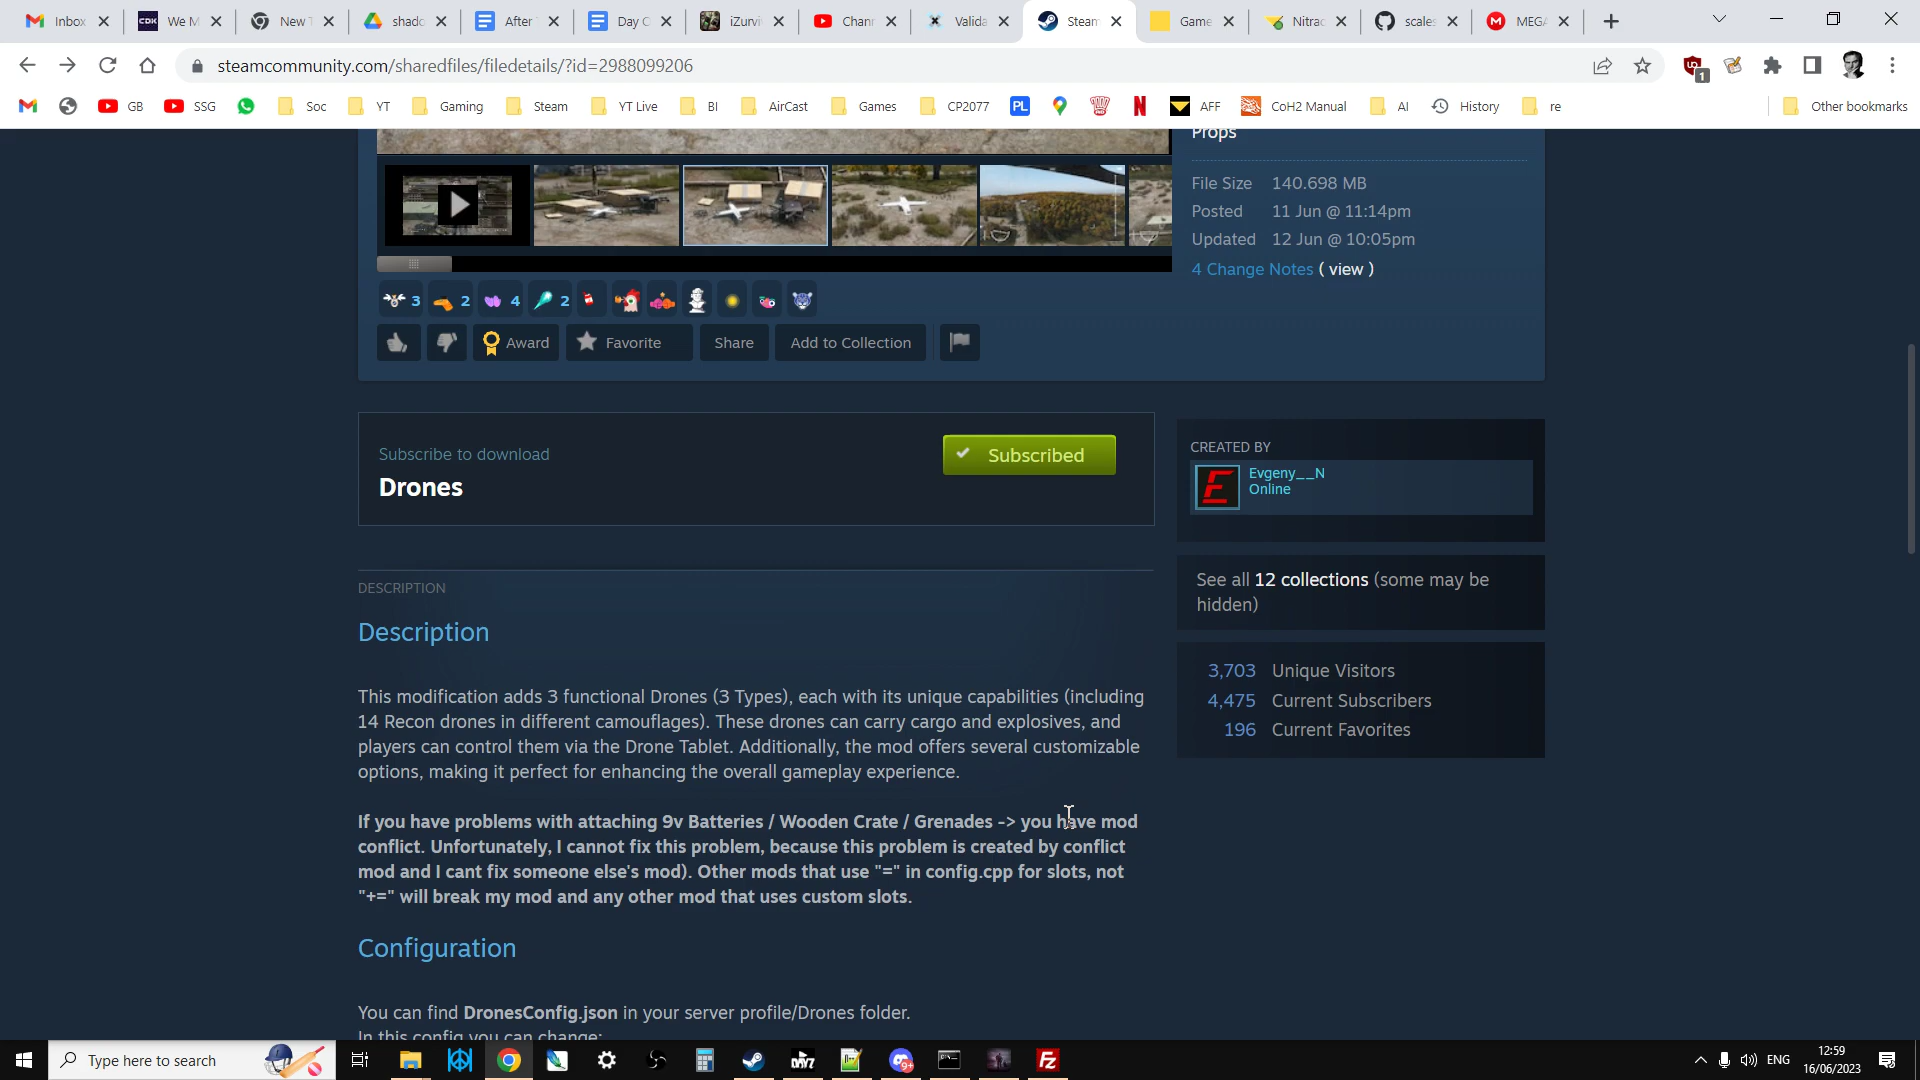 Inbox
CDK
We M
New T
shado
After
Day O
iZurvi
Chann
Valida
Steam
Game
Nitrac
scales
MEGA
steamcommunity.com/sharedfiles/filedetails/?id=2988099206
1
GB
SSG
Soc
YT
Gaming
Steam
YT Live
BI
AirCast
Games
CP2077
PL
AFF
CoH2 Manual
AI
History
re
Other bookmarks
Props
File Size 140.698 MB
Posted 11 Jun @ 11:14pm
Updated 12 Jun @ 10:05pm
4 Change Notes ( view )
3
2
4
2
Award
Favorite
Share
Add to Collection
Subscribe to download
Drones
Subscribed
CREATED BY
Evgeny__N
Online
See all 12 collections (some may be
hidden)
3,703 Unique Visitors
4,475 Current Subscribers
196 Current Favorites
DESCRIPTION
Description
This modification adds 3 functional Drones (3 Types), each with its unique capabilities (including
14 Recon drones in different camouflages). These drones can carry cargo and explosives, and
players can control them via the Drone Tablet. Additionally, the mod offers several customizable
options, making it perfect for enhancing the overall gameplay experience.
If you have problems with attaching 9v Batteries / Wooden Crate / Grenades -> you have mod
conflict. Unfortunately, I cannot fix this problem, because this problem is created by conflict
mod and I cant fix someone else's mod). Other mods that use "=" in config.cpp for slots, not
"+=" will break my mod and any other mod that uses custom slots.
Configuration
You can find DronesConfig.json in your server profile/Drones folder.
In this config you can change:
Type here to search
DAYZ
9+
Fz
ENG
12:59
16/06/2023